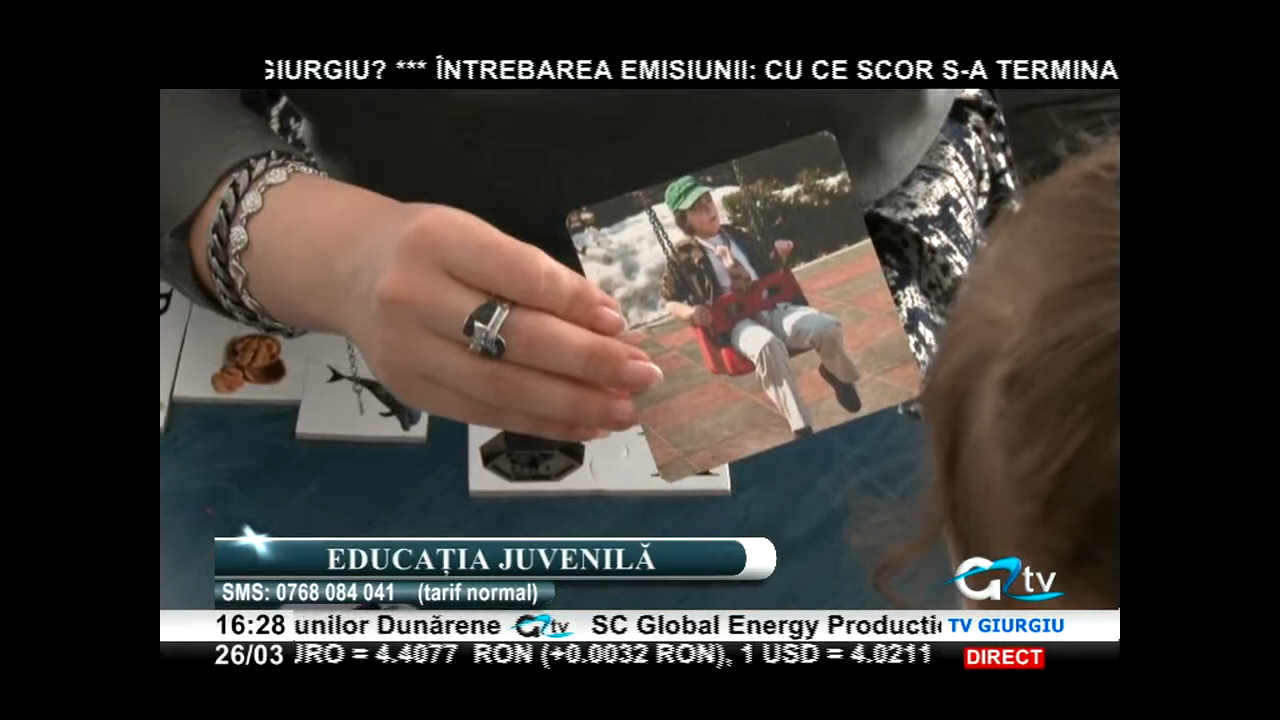 GIURGIU? *** ÎNTREBAREA EMISIUNII: CU CE SCOR S-A TERMINA
EDUCAȚIA JUVENILĂ
SMS: 0768 084 041 (tarif normal)
G tv
16:28 unilor Dunărene G tv SC Global Energy Producti TV GIURGIU
26/03 URO = 4.4077 RON (+0.0032 RON), 1 USD = 4.0211 DIRECT